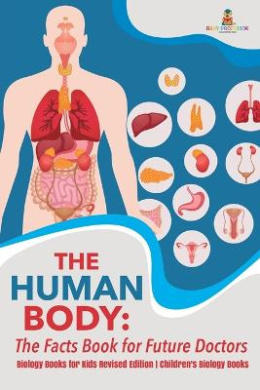 BABY PROFESSOR
THE
HUMAN
BODY:
The Facts Book for Future Doctors
Biology Books for Kids Revised Edition | Children's Biology Books